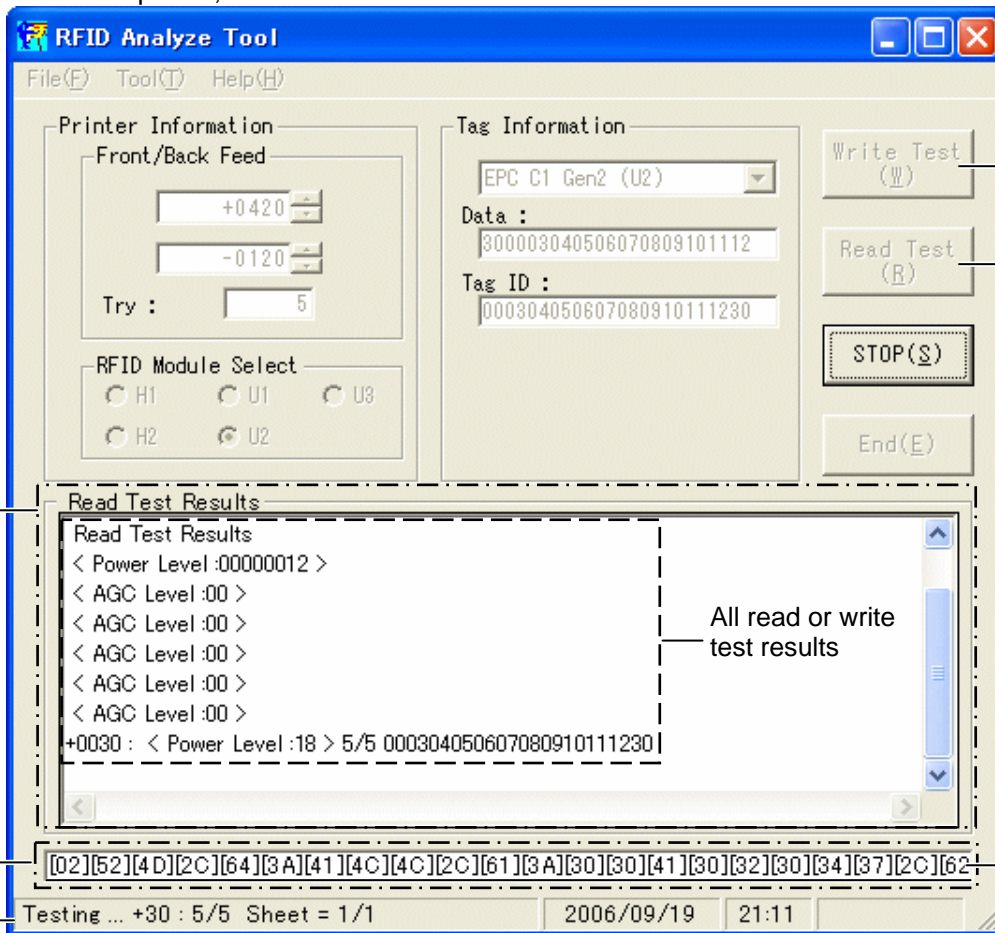 RFID Analyze Tool
File(F) Tool(T) Help(H)
Printer Information
Front/Back Feed
+0420
-0120
Try : 5
RFID Module Select
H1 U1 U3
H2 U2
Tag Information
EPC C1 Gen2 (U2)
Data :
300003040506070809101112
Tag ID :
000304050607080910111230
Write Test
(W)
Read Test
(R)
STOP(S)
End(E)
Read Test Results
Read Test Results
< Power Level :00000012 >
< AGC Level :00 >
< AGC Level :00 >
< AGC Level :00 >
< AGC Level :00 >
< AGC Level :00 >
+0030 : < Power Level :18 > 5/5 000304050607080910111230
All read or write
test results
[02][52][4D][2C][64][3A][41][4C][4C][2C][61][3A][30][30][41][30][32][30][34][37][2C][62
Testing ... +30 : 5/5 Sheet = 1/1 2006/09/19 21:11